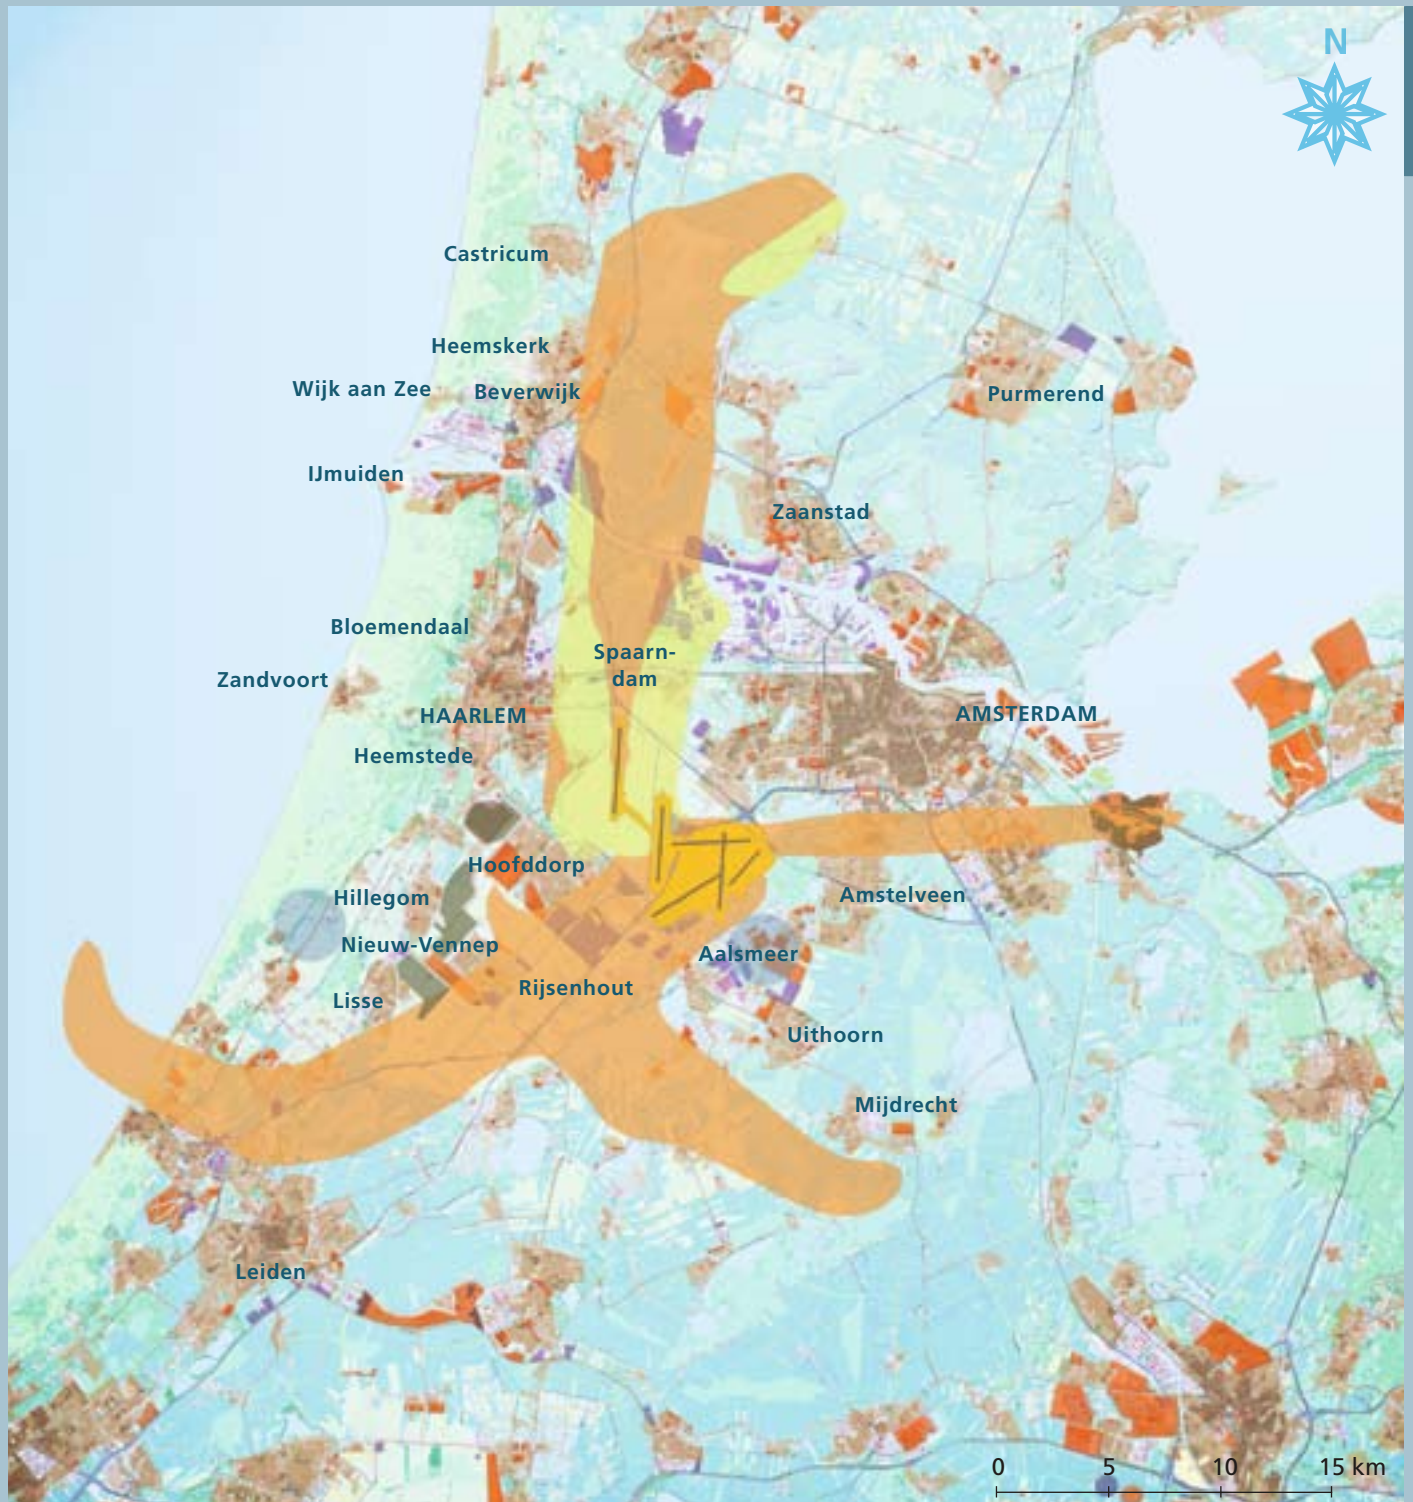 N
Castricum
Heemskerk
Wijk aan Zee
Beverwijk
Purmerend
IJmuiden
Zaanstad
Bloemendaal
Spaarn-
dam
Zandvoort
HAARLEM
AMSTERDAM
Heemstede
Hoofddorp
Hillegom
Amstelveen
Nieuw-Vennep
Aalsmeer
Lisse
Rijsenhout
Uithoorn
Mijdrecht
Leiden
0 5 10 15 km